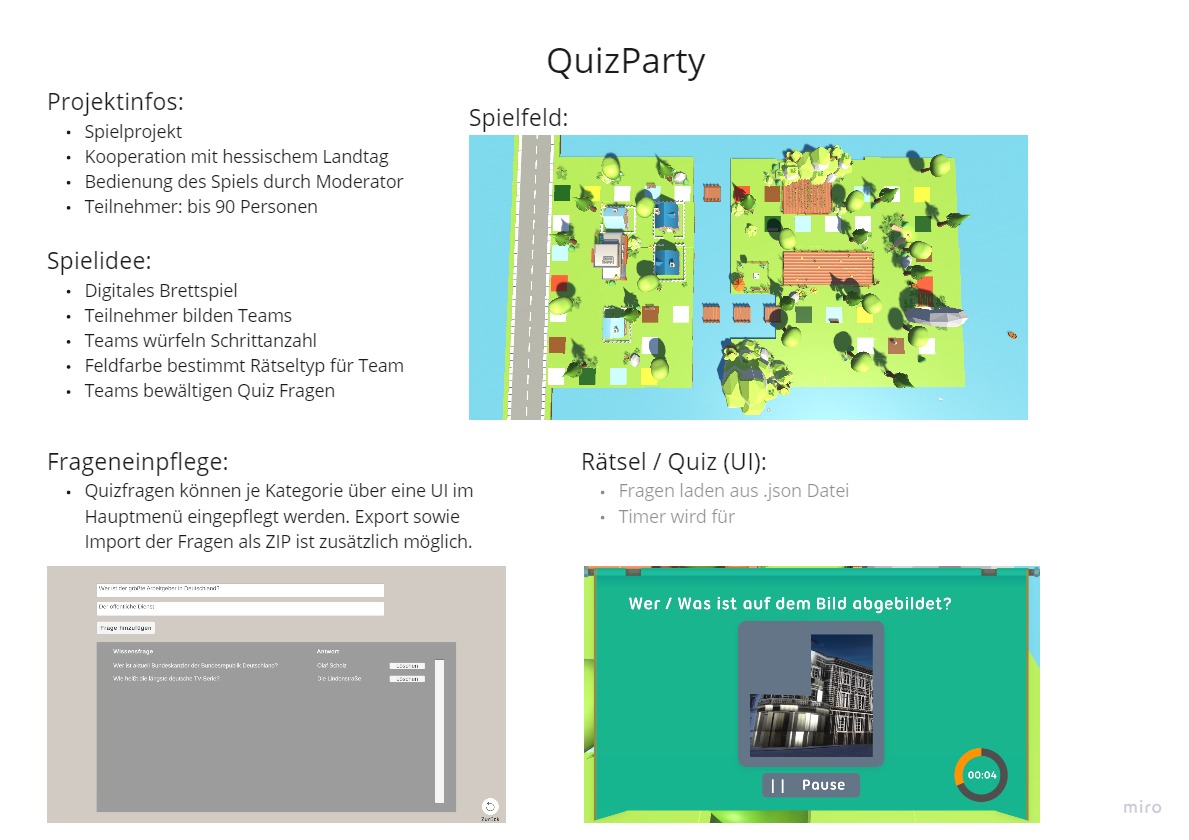 QuizParty
Projektinfos:
• Spielprojekt
• Kooperation mit hessischem Landtag
• Bedienung des Spiels durch Moderator
• Teilnehmer: bis 90 Personen
Spielidee:
• Digitales Brettspiel
• Teilnehmer bilden Teams
• Teams würfeln Schrittanzahl
• Feldfarbe bestimmt Rätseltyp für Team
• Teams bewältigen Quiz Fragen
Spielfeld:
Frageneinpflege:
• Quizfragen können je Kategorie über eine UI im
Hauptmenü eingepflegt werden. Export sowie
Import der Fragen als ZIP ist zusätzlich möglich.
Wer ist der größte Arbeitgeber in Deutschland?
Der öffentliche Dienst
Frage hinzufügen
Wissensfrage Antwort
Wer ist aktuell Bundeskanzler der Bundesrepublik Deutschland? Olaf Scholz Löschen
Wie heißt die längste deutsche TV-Serie? Die Lindenstraße Löschen
Zurück
Rätsel / Quiz (UI):
• Fragen laden aus .json Datei
• Timer wird für
Wer / Was ist auf dem Bild abgebildet?
Pause
00:04
miro